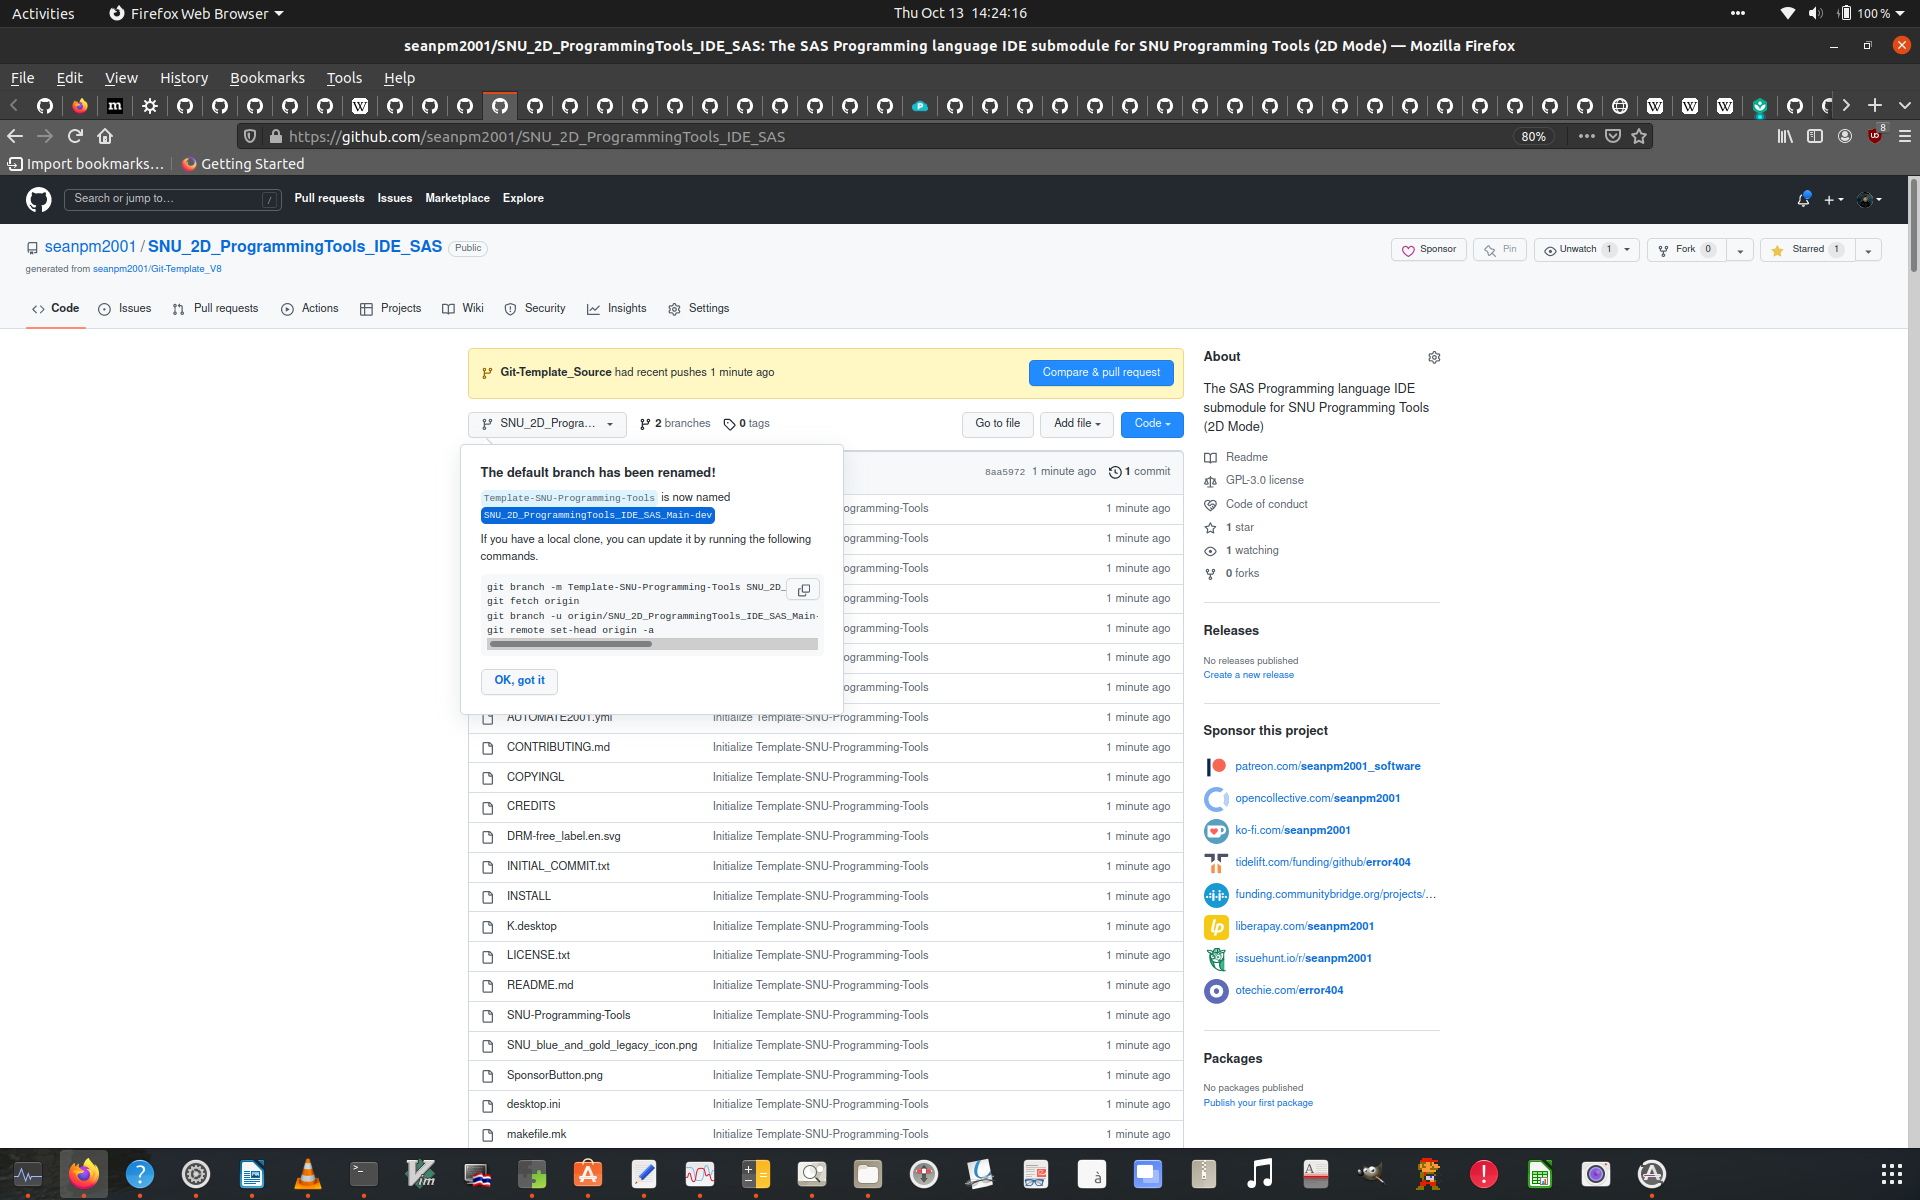 Activities
Firefox Web Browser
Thu Oct 13 14:24:16
100 %
seanpm2001/SNU_2D_ProgrammingTools_IDE_SAS: The SAS Programming language IDE submodule for SNU Programming Tools (2D Mode) — Mozilla Firefox
File Edit View History Bookmarks Tools Help
https://github.com/seanpm2001/SNU_2D_ProgrammingTools_IDE_SAS
80%
8
Import bookmarks…
Getting Started
Search or jump to…
/
Pull requests Issues Marketplace Explore
seanpm2001 / SNU_2D_ProgrammingTools_IDE_SAS Public
generated from seanpm2001/Git-Template_V8
Sponsor
Pin
Unwatch 1
Fork 0
Starred 1
Code
Issues
Pull requests
Actions
Projects
Wiki
Security
Insights
Settings
Git-Template_Source had recent pushes 1 minute ago
Compare & pull request
SNU_2D_Progra…
2 branches
0 tags
Go to file
Add file
Code
The default branch has been renamed!
Template-SNU-Programming-Tools is now named
SNU_2D_ProgrammingTools_IDE_SAS_Main-dev
If you have a local clone, you can update it by running the following
commands.
git branch -m Template-SNU-Programming-Tools SNU_2D_
git fetch origin
git branch -u origin/SNU_2D_ProgrammingTools_IDE_SAS_Main-
git remote set-head origin -a
OK, got it
8aa5972 1 minute ago
1 commit
ogramming-Tools 1 minute ago
ogramming-Tools 1 minute ago
ogramming-Tools 1 minute ago
ogramming-Tools 1 minute ago
ogramming-Tools 1 minute ago
ogramming-Tools 1 minute ago
ogramming-Tools 1 minute ago
AUTOMATE2001.yml Initialize Template-SNU-Programming-Tools 1 minute ago
CONTRIBUTING.md Initialize Template-SNU-Programming-Tools 1 minute ago
COPYINGL Initialize Template-SNU-Programming-Tools 1 minute ago
CREDITS Initialize Template-SNU-Programming-Tools 1 minute ago
DRM-free_label.en.svg Initialize Template-SNU-Programming-Tools 1 minute ago
INITIAL_COMMIT.txt Initialize Template-SNU-Programming-Tools 1 minute ago
INSTALL Initialize Template-SNU-Programming-Tools 1 minute ago
K.desktop Initialize Template-SNU-Programming-Tools 1 minute ago
LICENSE.txt Initialize Template-SNU-Programming-Tools 1 minute ago
README.md Initialize Template-SNU-Programming-Tools 1 minute ago
SNU-Programming-Tools Initialize Template-SNU-Programming-Tools 1 minute ago
SNU_blue_and_gold_legacy_icon.png Initialize Template-SNU-Programming-Tools 1 minute ago
SponsorButton.png Initialize Template-SNU-Programming-Tools 1 minute ago
desktop.ini Initialize Template-SNU-Programming-Tools 1 minute ago
makefile.mk Initialize Template-SNU-Programming-Tools 1 minute ago
About
The SAS Programming language IDE
submodule for SNU Programming Tools
(2D Mode)
Readme
GPL-3.0 license
Code of conduct
1 star
1 watching
0 forks
Releases
No releases published
Create a new release
Sponsor this project
patreon.com/seanpm2001_software
opencollective.com/seanpm2001
ko-fi.com/seanpm2001
tidelift.com/funding/github/error404
funding.communitybridge.org/projects/…
liberapay.com/seanpm2001
issuehunt.io/r/seanpm2001
otechie.com/error404
Packages
No packages published
Publish your first package